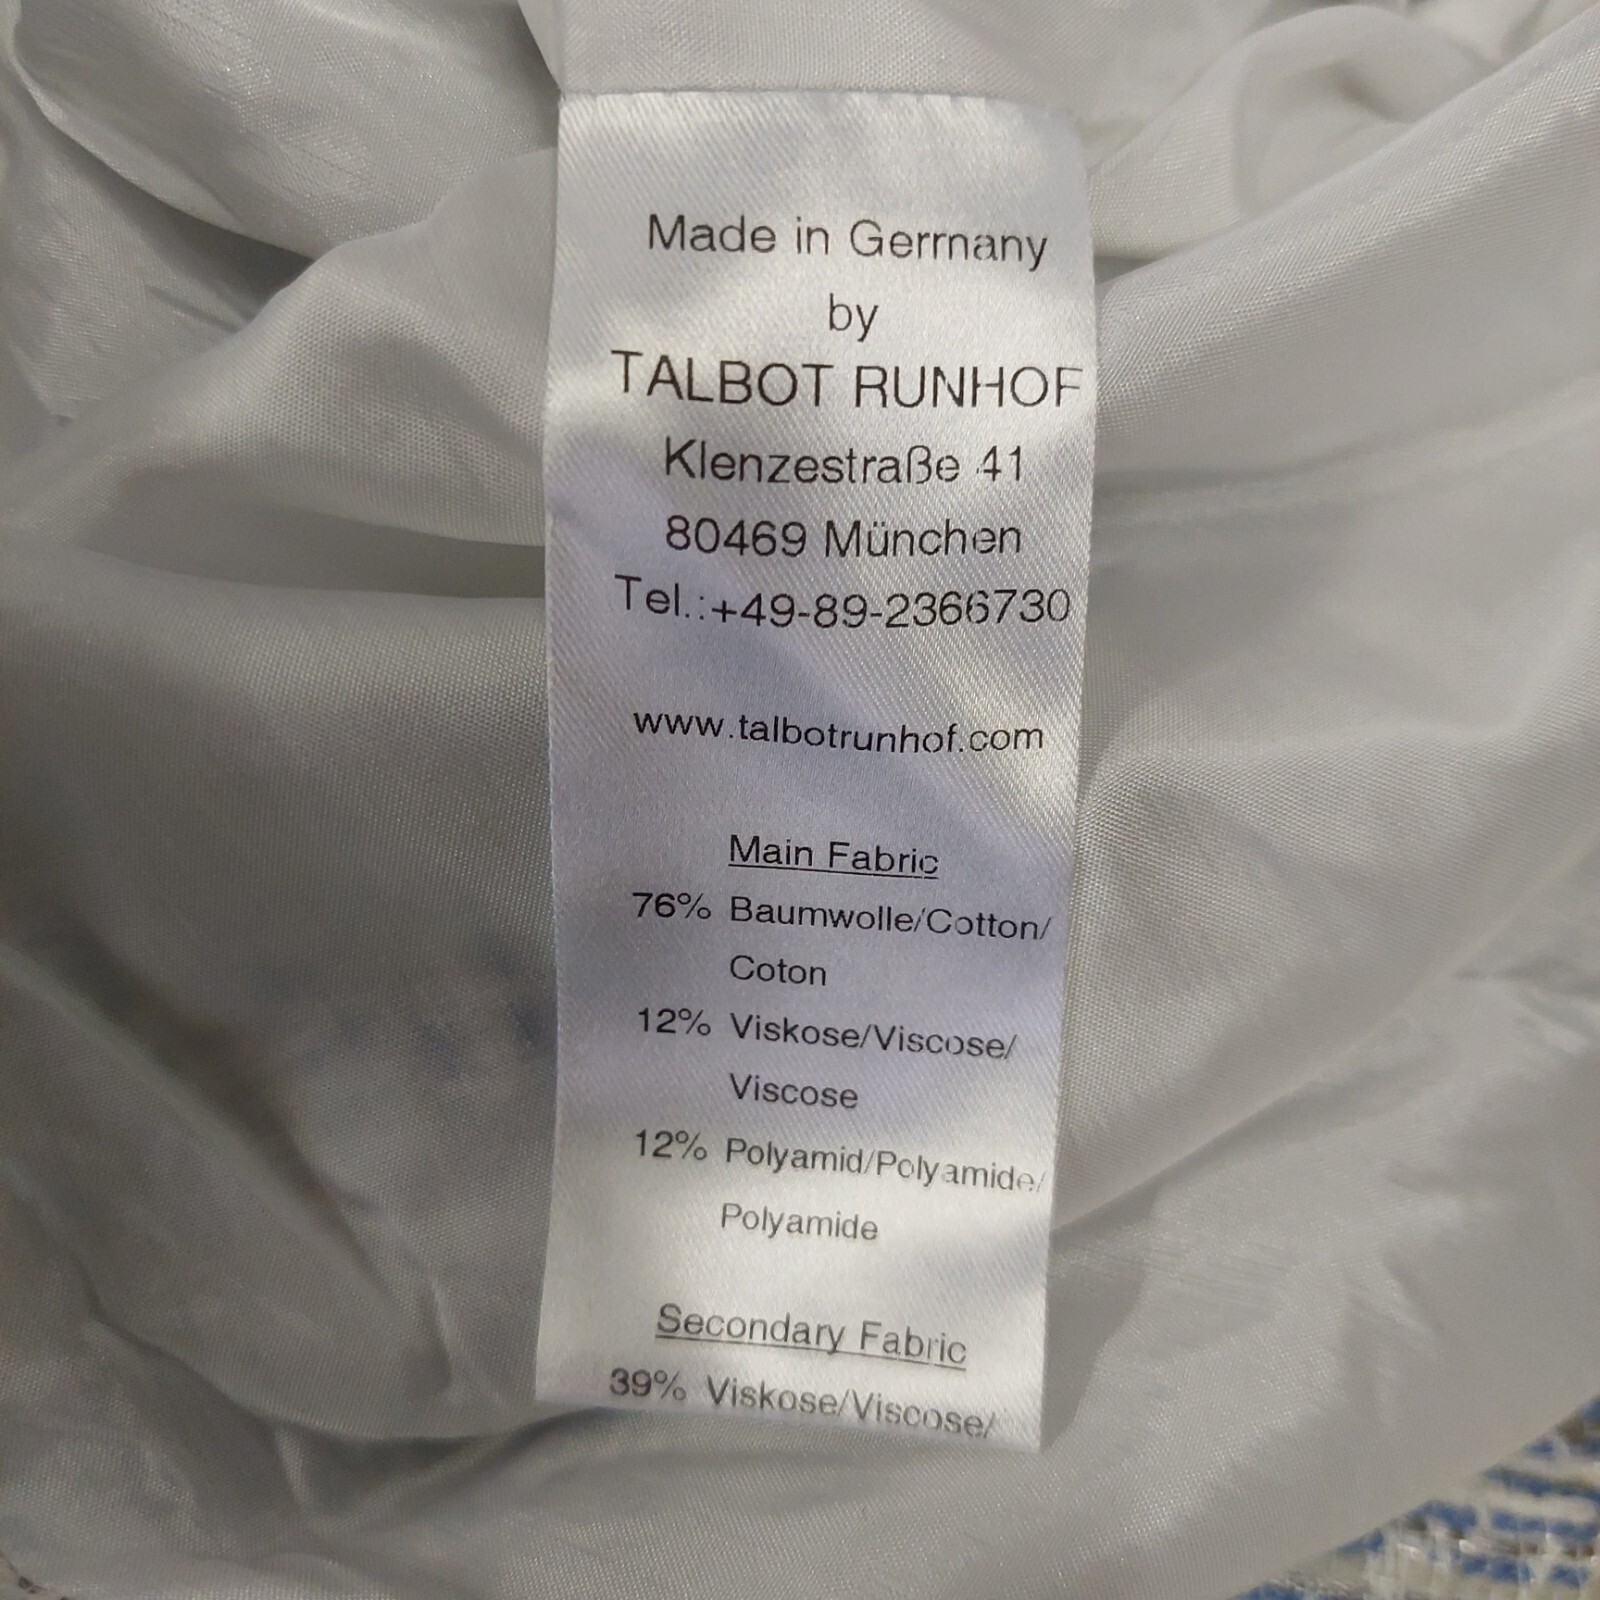 Made in Germany
by
TALBOT RUNHOF
Klenzestraße 41
80469 München
Tel.:+49-89-2366730
www.talbotrunhof.com
Main Fabric
76% Baumwolle/Cotton/
Coton
12% Viskose/Viscose/
Viscose
12% Polyamid/Polyamide/
Polyamide
Secondary Fabric
39% Viskose/Viscose/